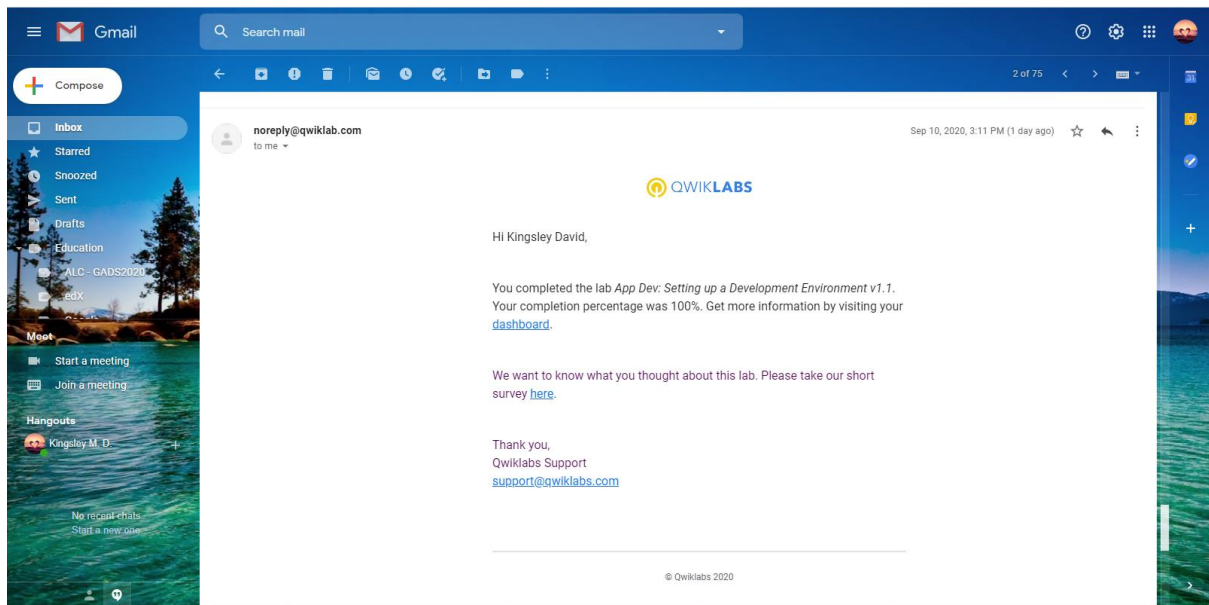 Gmail
Search mail
Compose
2 of 75
31
Inbox
Starred
Snoozed
Sent
Drafts
Education
ALC - GADS2020
edX
Meet
Start a meeting
Join a meeting
Hangouts
Kingsley M. D.
No recent chats
Start a new one
noreply@qwiklab.com
Sep 10, 2020, 3:11 PM (1 day ago)
to me
QWIKLABS
Hi Kingsley David,
You completed the lab App Dev: Setting up a Development Environment v1.1.
Your completion percentage was 100%. Get more information by visiting your
dashboard.
We want to know what you thought about this lab. Please take our short
survey here.
Thank you,
Qwiklabs Support
support@qwiklabs.com
© Qwiklabs 2020